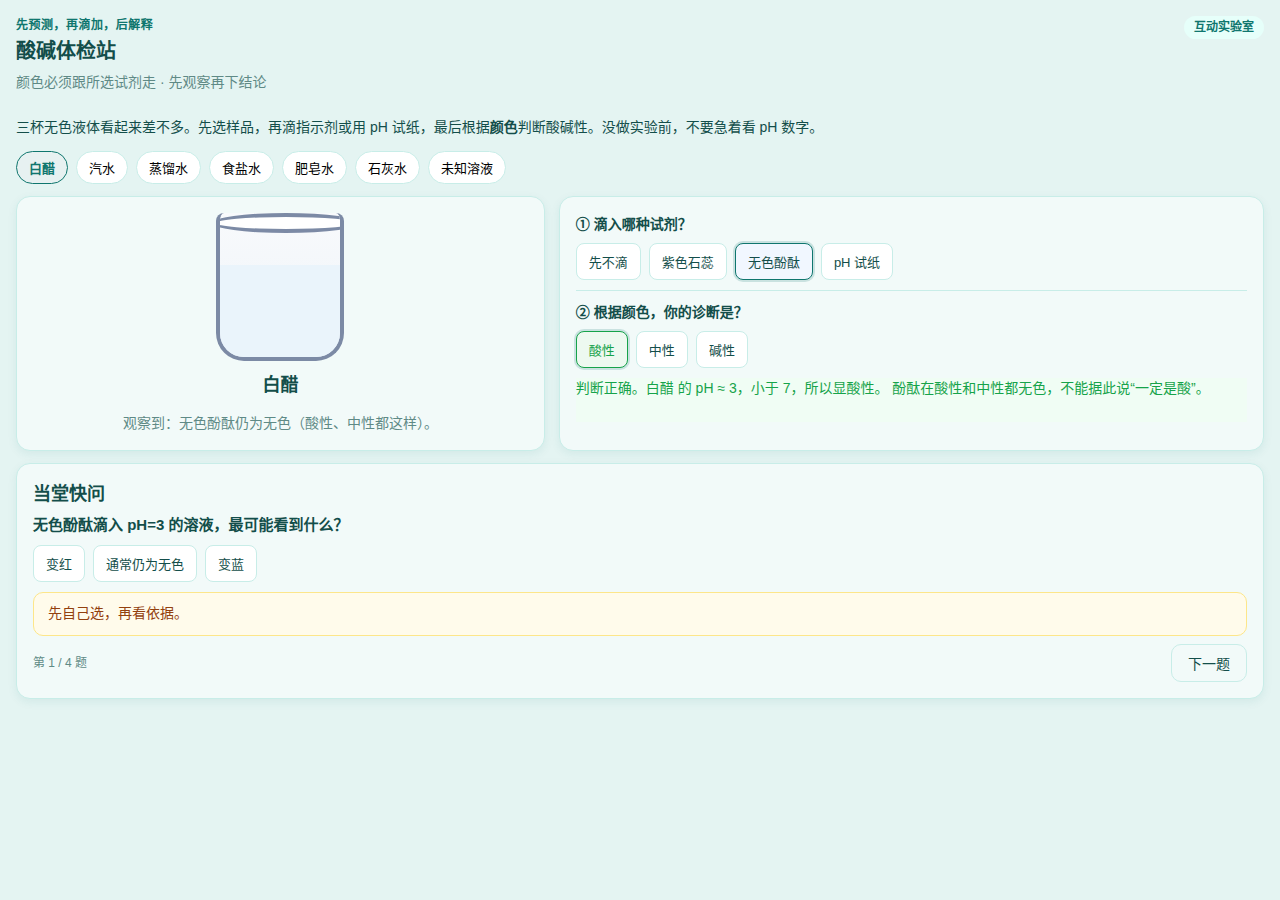 先预测，再滴加，后解释
互动实验室
酸碱体检站
颜色必须跟所选试剂走 · 先观察再下结论
三杯无色液体看起来差不多。先选样品，再滴指示剂或用 pH 试纸，最后根据颜色判断酸碱性。没做实验前，不要急着看 pH 数字。
白醋 汽水 蒸馏水 食盐水 肥皂水 石灰水 未知溶液
白醋
观察到：无色酚酞仍为无色（酸性、中性都这样）。
① 滴入哪种试剂？
先不滴 紫色石蕊 无色酚酞 pH 试纸
② 根据颜色，你的诊断是？
酸性 中性 碱性
判断正确。白醋 的 pH ≈ 3，小于 7，所以显酸性。 酚酞在酸性和中性都无色，不能据此说“一定是酸”。
当堂快问
无色酚酞滴入 pH=3 的溶液，最可能看到什么？
变红 通常仍为无色 变蓝
先自己选，再看依据。
第 1 / 4 题
下一题